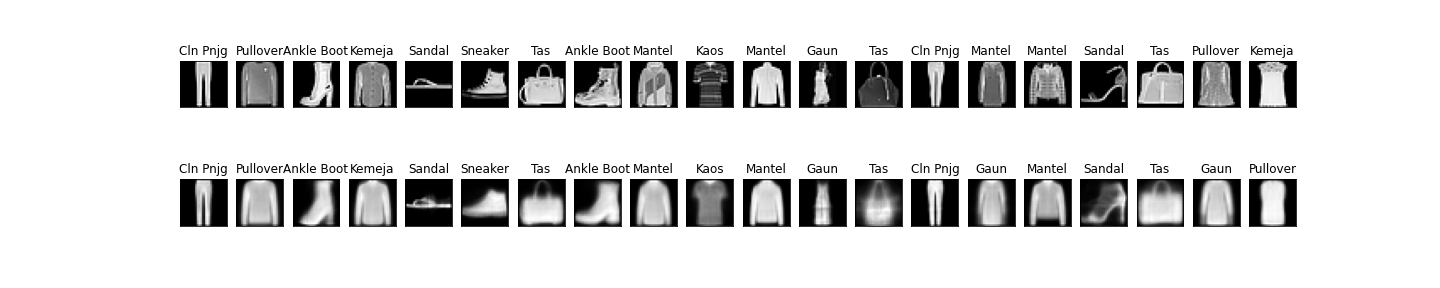 Cln Pnjg Pullover Ankle Boot Kemeja Sandal Sneaker Tas Ankle Boot Mantel Kaos Mantel Gaun Tas Cln Pnjg Mantel Mantel Sandal Tas Pullover Kemeja
Cln Pnjg Pullover Ankle Boot Kemeja Sandal Sneaker Tas Ankle Boot Mantel Kaos Mantel Gaun Tas Cln Pnjg Gaun Mantel Sandal Tas Gaun Pullover